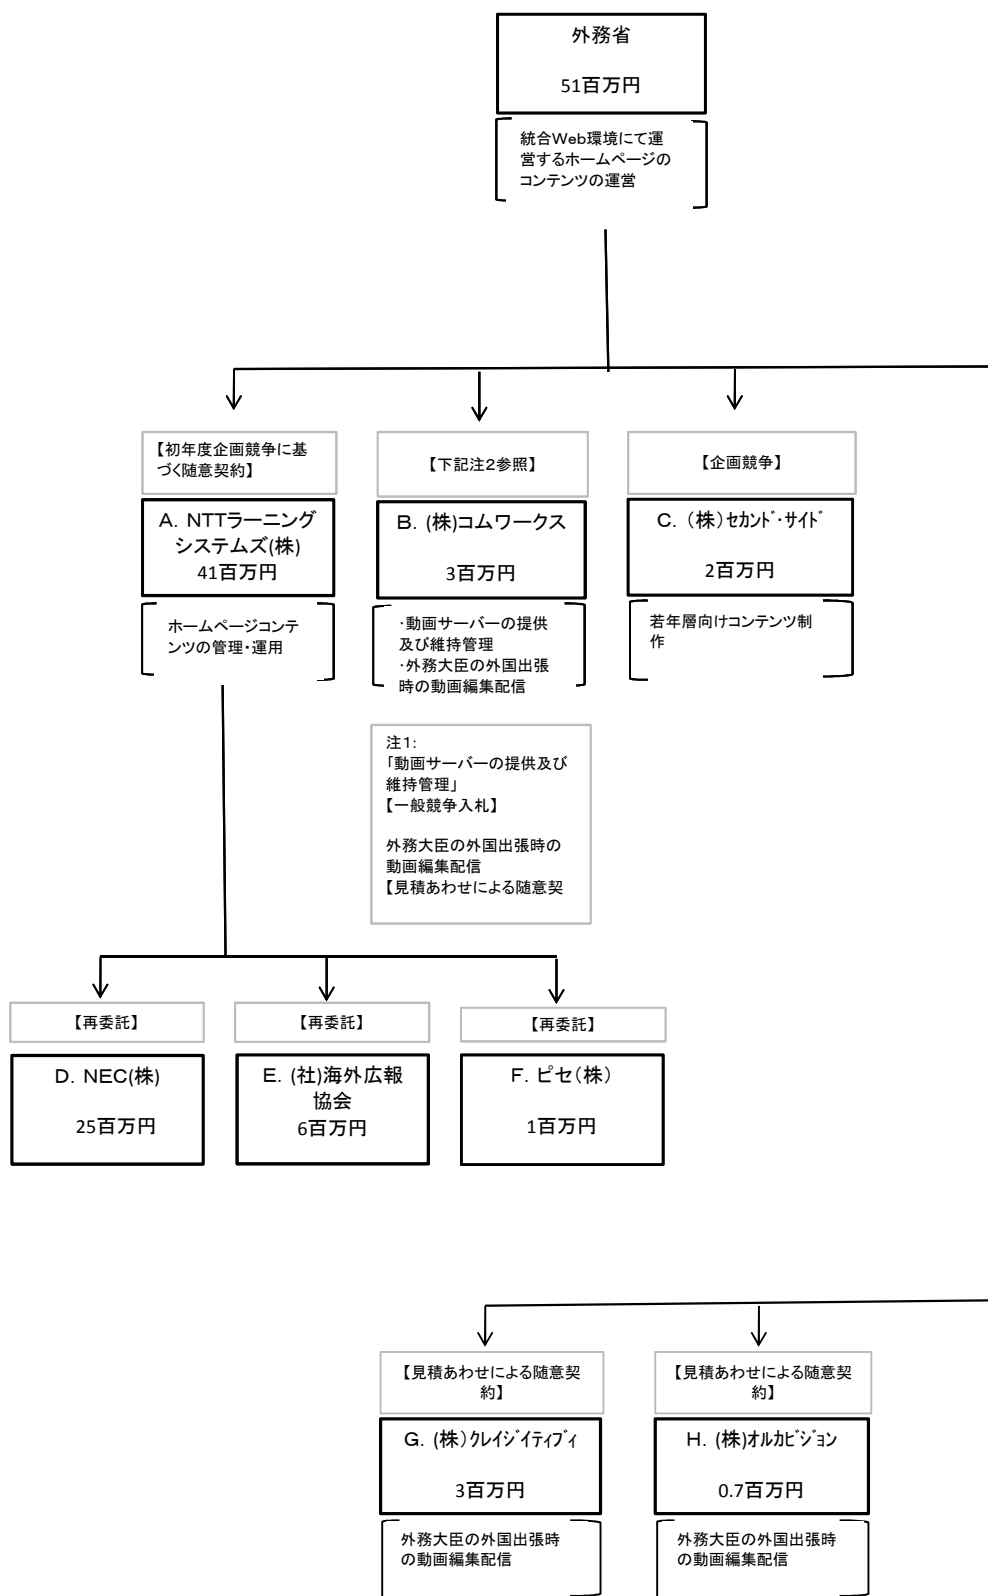 外務省
51百万円
統合Web環境にて運
営するホームページの
コンテンツの運営
【初年度企画競争に基
づく随意契約】
【下記注2参照】
【企画競争】
A. NTTラーニング
システムズ(株)
41百万円
B. (株)コムワークス
3百万円
C. （株）ｾｶﾝﾄﾞ･ｻｲﾄﾞ
2百万円
ホームページコンテ
ンツの管理・運用
・動画サーバーの提供
及び維持管理
・外務大臣の外国出張
時の動画編集配信
若年層向けコンテンツ制
作
注1:
「動画サーバーの提供及び
維持管理」
【一般競争入札】
外務大臣の外国出張時の
動画編集配信
【見積あわせによる随意契
【再委託】
【再委託】
【再委託】
D. NEC(株)
25百万円
E. (社)海外広報
協会
6百万円
F. ピセ（株）
1百万円
【見積あわせによる随意契
約】
【見積あわせによる随意契
約】
G. (株）ｸﾚｲｼﾞｲﾃｨﾌﾞｨ
3百万円
H. (株)ｵﾙｶﾋﾞｼﾞｮﾝ
0.7百万円
外務大臣の外国出張時
の動画編集配信
外務大臣の外国出張時
の動画編集配信